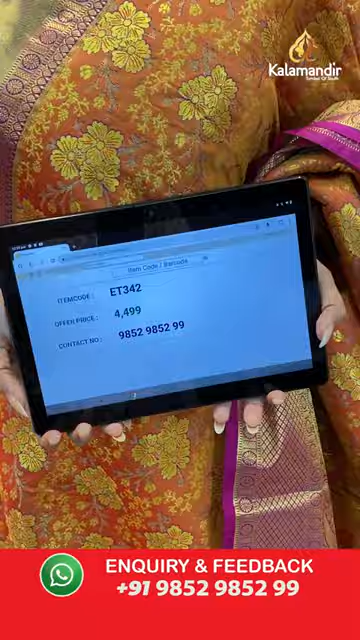 Kalamandir
Item Code / Barcode
ITEMCODE : ET342
OFFER PRICE : 4,499
CONTACT NO : 9852 9852 99
ENQUIRY & FEEDBACK
+91 9852 9852 99